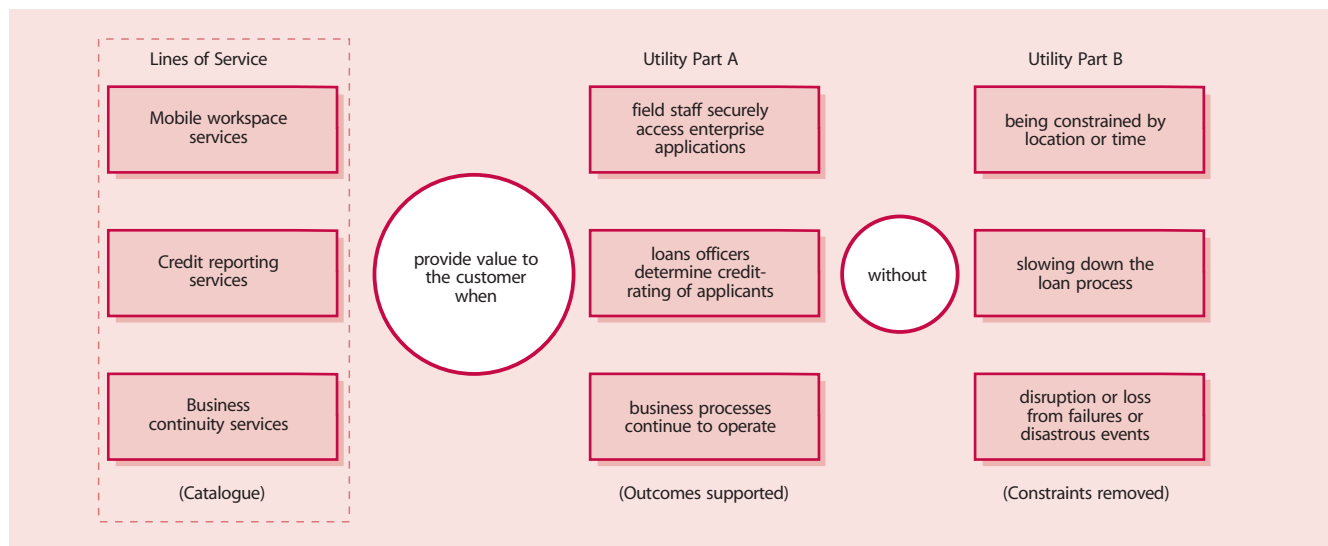 Lines of Service
Utility Part A
Utility Part B
Mobile workspace
services
field staff securely
access enterprise
applications
being constrained by
location or time
Credit reporting
services
provide value to
the customer
when
loans officers
determine credit-
rating of applicants
without
slowing down the
loan process
Business
continuity services
business processes
continue to operate
disruption or loss
from failures or
disastrous events
(Catalogue)
(Outcomes supported)
(Constraints removed)